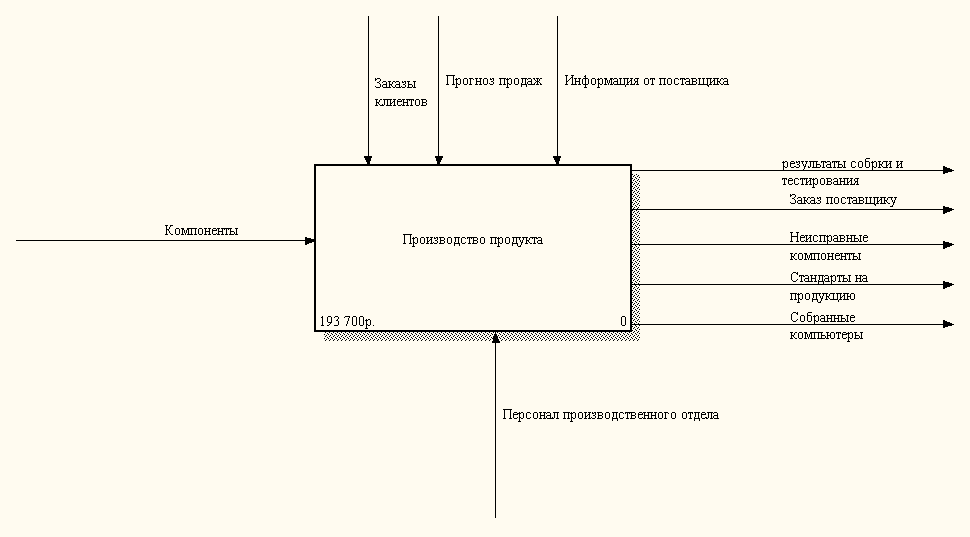 Заказы
клиентов
Прогноз продаж
Информация от поставщика
результаты собрки и
тестирования
Заказ поставщику
Компоненты
Производство продукта
Неисправные
компоненты
Стандарты на
продукцию
193 700р.
0
Собранные
компьютеры
Персонал производственного отдела